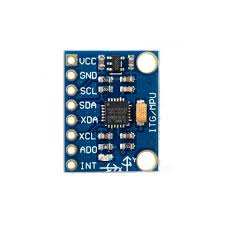 VCC
GND
SCL
SDA
XDA
XCL
ADO
INT
ITG/MPU
X
Y